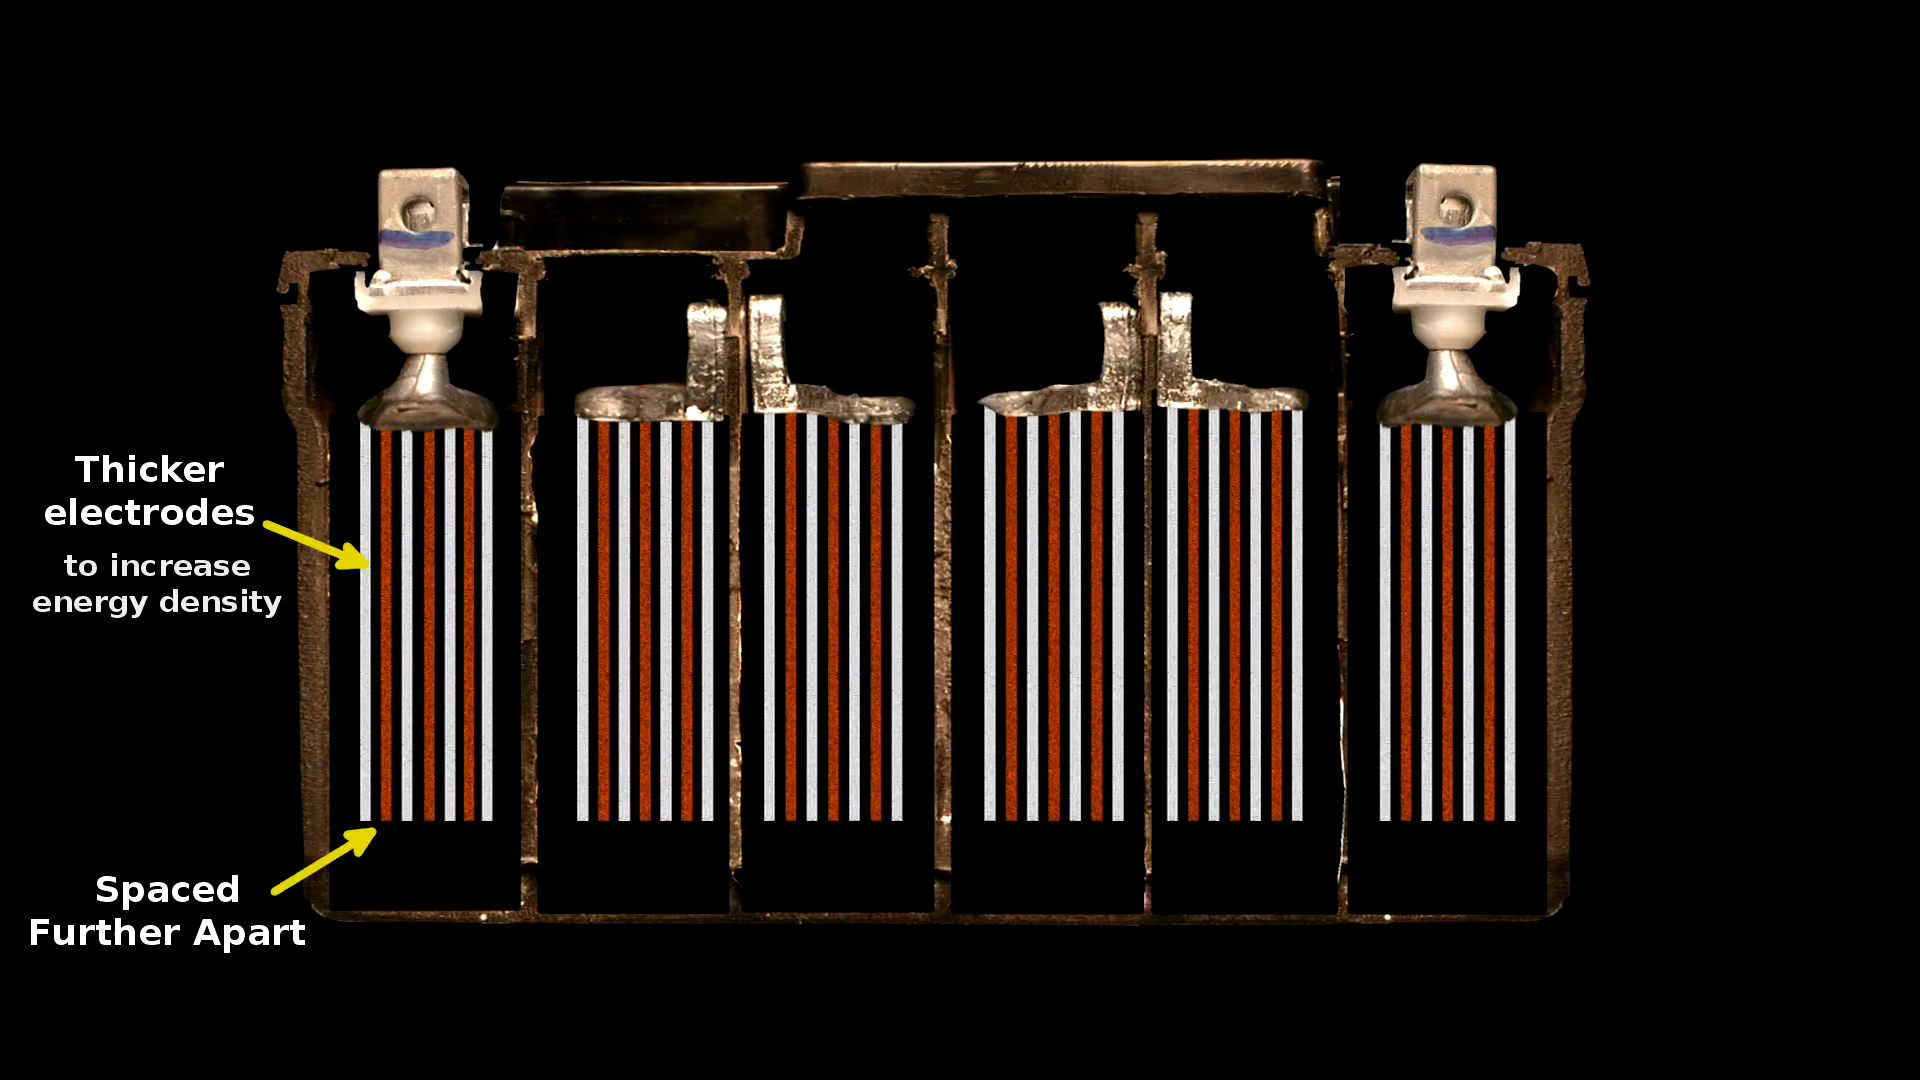 Thicker
electrodes
to increase
energy density
Spaced
Further Apart